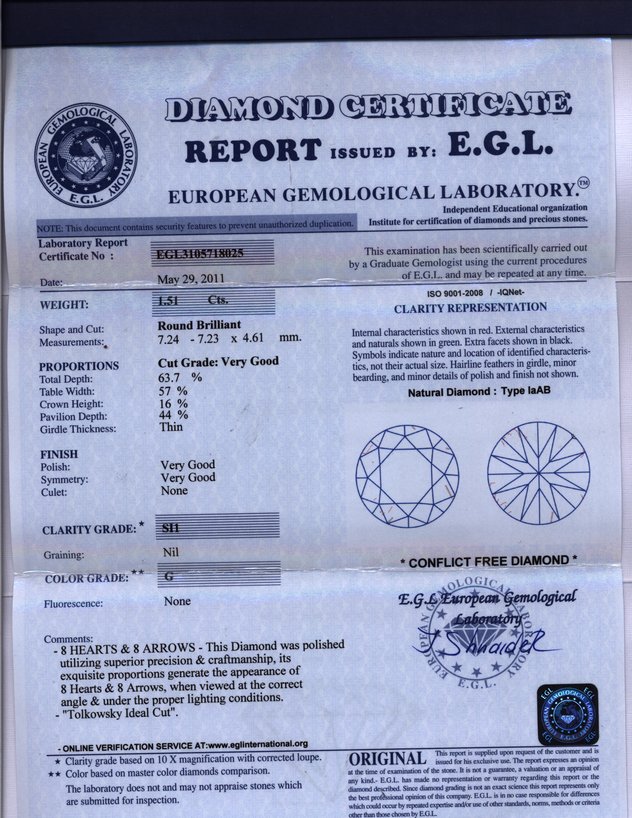 DIAMOND CERTIFICATE
REPORT ISSUED BY: E.G.L.
EUROPEAN GEMOLOGICAL LABORATORY.™
EUROPEAN GEMOLOGICAL LABORATORY
E.G.L.
Independent Educational organization
Institute for certification of diamonds and precious stones.
NOTE: This document contains security features to prevent unauthorized duplication.
Laboratory Report
Certificate No : EGL3105718025
Date: May 29, 2011
WEIGHT: 1.51 Cts.
Shape and Cut: Round Brilliant
Measurements: 7.24 - 7.23 x 4.61 mm.
PROPORTIONS Cut Grade: Very Good
Total Depth: 63.7 %
Table Width: 57 %
Crown Height: 16 %
Pavilion Depth: 44 %
Girdle Thickness: Thin
FINISH
Polish: Very Good
Symmetry: Very Good
Culet: None
CLARITY GRADE:* SI1
Graining: Nil
COLOR GRADE:** G
Fluorescence: None
Comments:
- 8 HEARTS & 8 ARROWS - This Diamond was polished
utilizing superior precision & craftmanship, its
exquisite proportions generate the appearance of
8 Hearts & 8 Arrows, when viewed at the correct
angle & under the proper lighting conditions.
- "Tolkowsky Ideal Cut".
- ONLINE VERIFICATION SERVICE AT:www.eglinternational.org
★ Clarity grade based on 10 X magnification with corrected loupe.
★★ Color based on master color diamonds comparison.
The laboratory does not and may not appraise stones which
are submitted for inspection.
This examination has been scientifically carried out
by a Graduate Gemologist using the current procedures
of E.G.L. and may be repeated at any time.
ISO 9001-2008 / -IQNet-
CLARITY REPRESENTATION
Internal characteristics shown in red. External characteristics
and naturals shown in green. Extra facets shown in black.
Symbols indicate nature and location of identified characteris-
tics, not their actual size. Hairline feathers in girdle, minor
bearding, and minor details of polish and finish not shown.
Natural Diamond : Type IaAB
* CONFLICT FREE DIAMOND *
E.G.L European Gemological
Laboratory
EUROPEAN GEMOLOGICAL LABORATORY
E.G.L.
EGL
EGL
EUROPEAN GEMOLOGICAL LABORATORY
EGL
EGL
ORIGINAL This report is supplied upon request of the customer and is
issued for his exclusive use. The report expresses an opinion
at the time of examination of the stone. It is not a guarantee, a valuation or an appraisal of
any kind.- E.G.L. has made no representation or warranty regarding this report or the
diamond described. Since diamond grading is not an exact science this report represents only
the best professional opinion of this company. E.G.L. is in no case responsible for differences
which could occur by repeated expertise and/or use of other standards, norms, methods or criteria
other than those chosen by E.G.L.